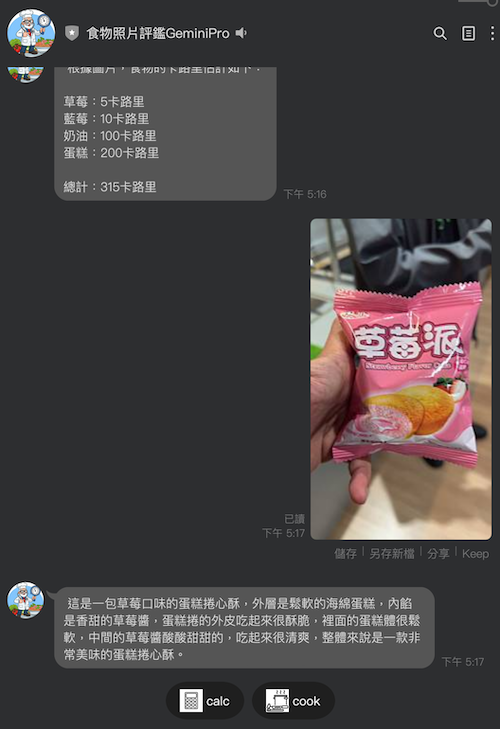 食物照片評鑑GeminiPro
根據圖片，食物的卡路里估計如下：
草莓：5卡路里
藍莓：10卡路里
奶油：100卡路里
蛋糕：200卡路里
總計：315卡路里
下午 5:16
草莓派
Strawberry Flavor
已讀
下午 5:17
儲存
另存新檔
分享
Keep
這是一包草莓口味的蛋糕捲心酥，外層是鬆軟的海綿蛋糕，內餡
是香甜的草莓醬，蛋糕捲的外皮吃起來很酥脆，裡面的蛋糕體很鬆
軟，中間的草莓醬酸酸甜甜的，吃起來很清爽，整體來說是一款非
常美味的蛋糕捲心酥。
下午 5:17
calc
cook